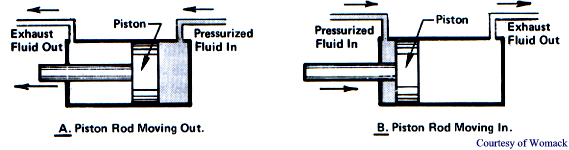 Piston
Exhaust
Fluid Out
Pressurized
Fluid In
A. Piston Rod Moving Out.
Piston
Pressurized
Fluid In
Exhaust
Fluid Out
B. Piston Rod Moving In.
Courtesy of Womack